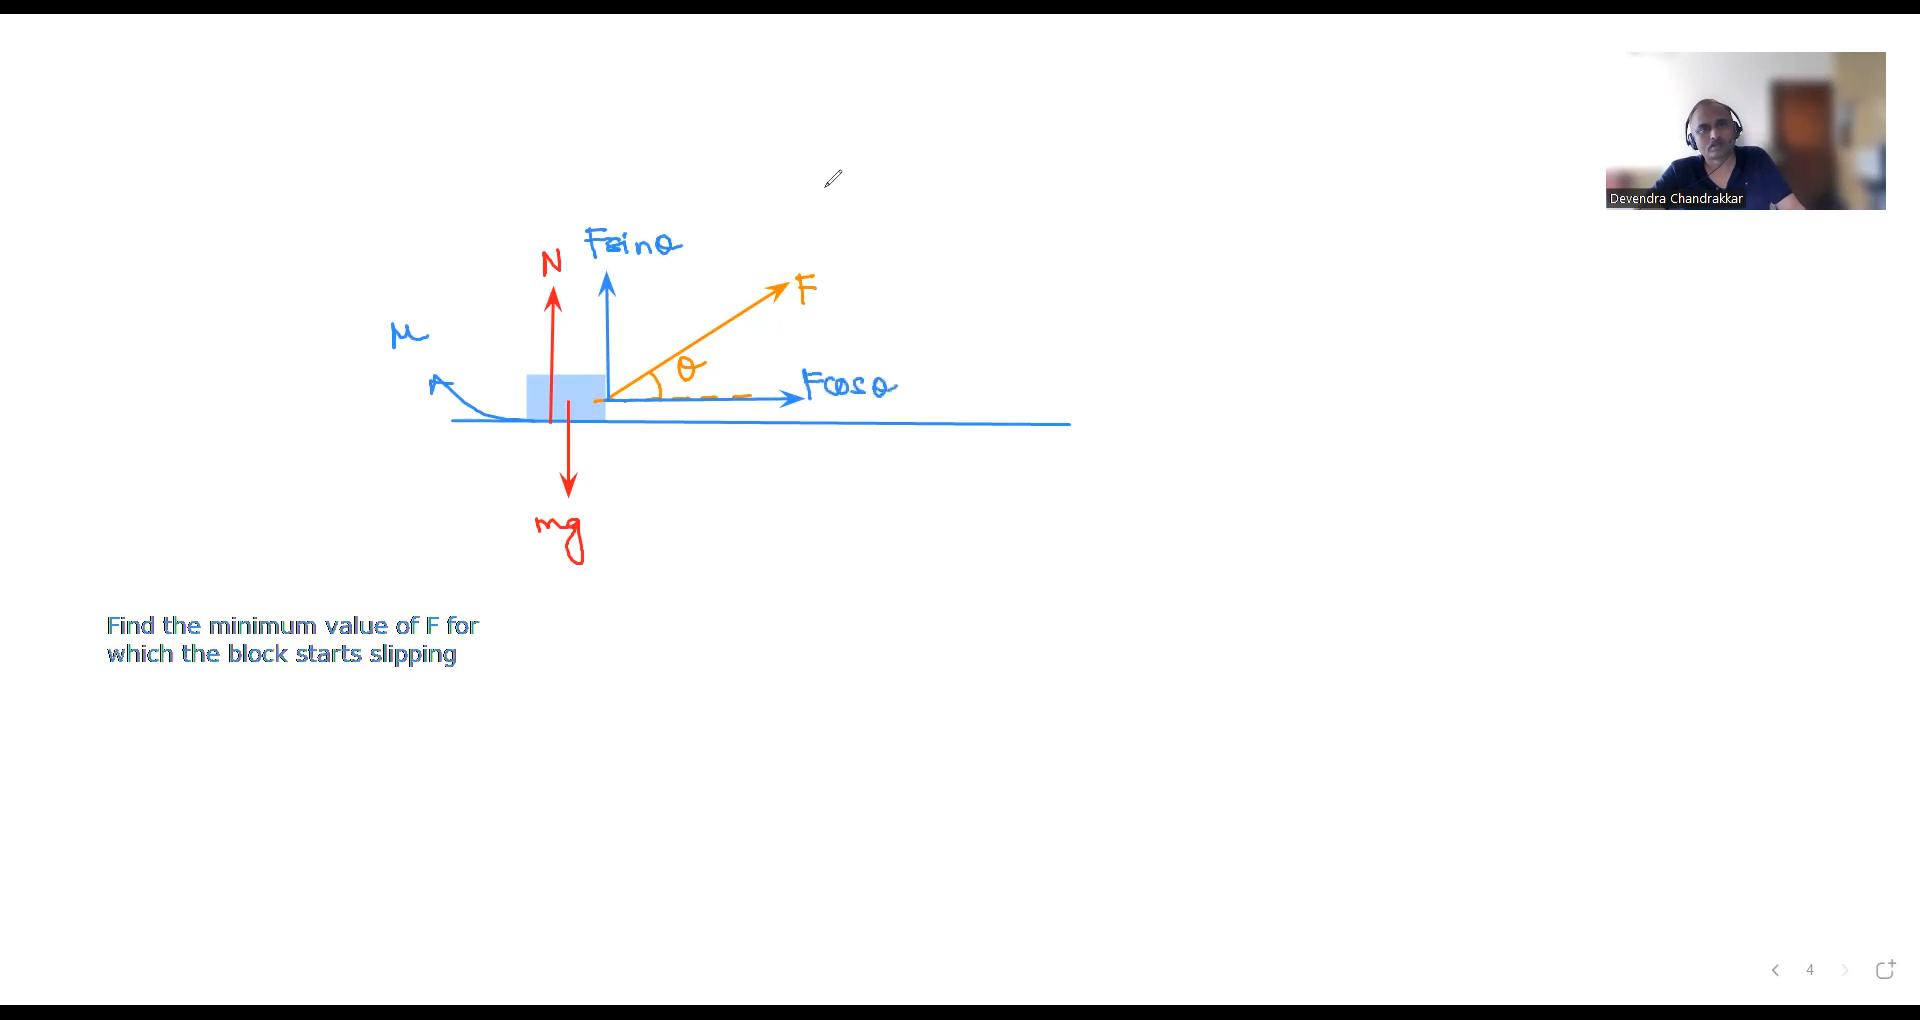 Devendra Chandrakkar
Fsinθ
N
F
μ
θ
Fcosθ
mg
Find the minimum value of F for
which the block starts slipping
4